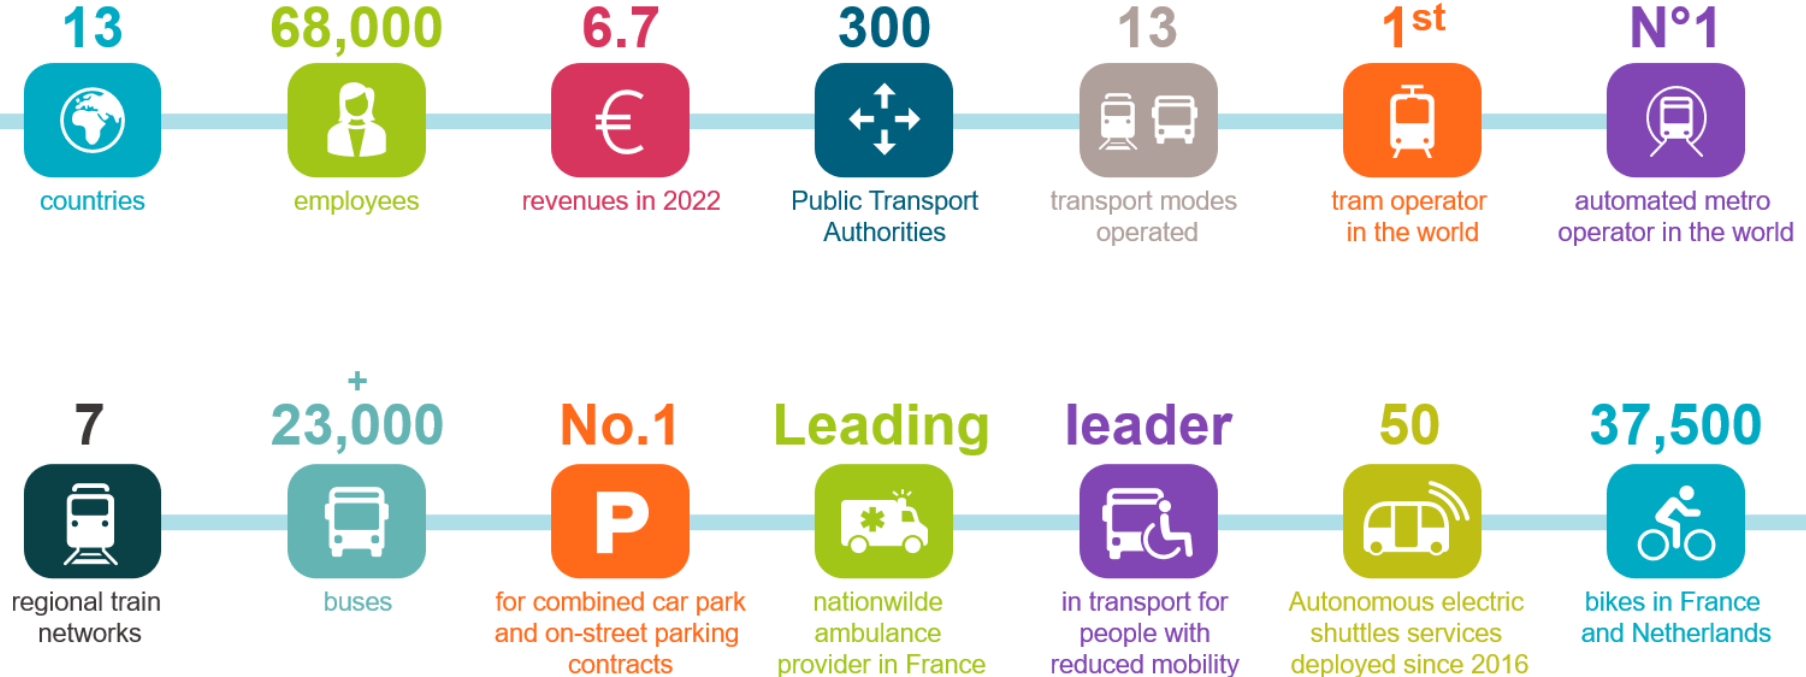 13
countries
68,000
employees
6.7
€
revenues in 2022
300
Public Transport
Authorities
13
transport modes
operated
1st
tram operator
in the world
N°1
automated metro
operator in the world
7
regional train
networks
+
23,000
buses
No.1
P
for combined car park
and on-street parking
contracts
Leading
nationwilde
ambulance
provider in France
leader
in transport for
people with
reduced mobility
50
Autonomous electric
shuttles services
deployed since 2016
37,500
bikes in France
and Netherlands